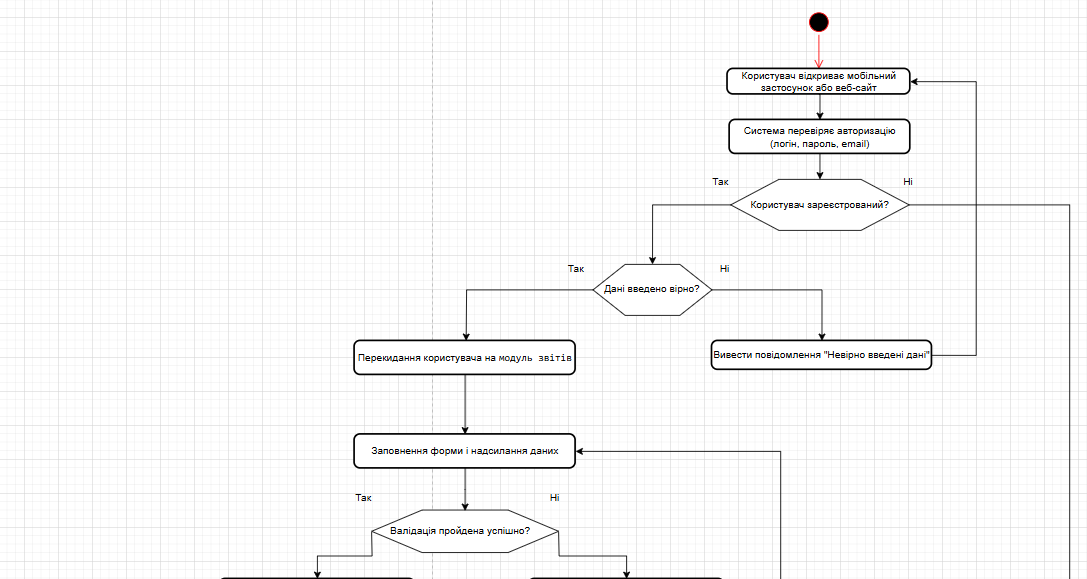 Користувач відкриває мобільний
застосунок або веб-сайт
Система перевіряє авторизацію
(логін, пароль, email)
Так
Ні
Користувач зареєстрований?
Так
Ні
Дані введено вірно?
Перекидання користувача на модуль звітів
Вивести повідомлення "Невірно введені дані"
Заповнення форми і надсилання даних
Так
Ні
Валідація пройдена успішно?